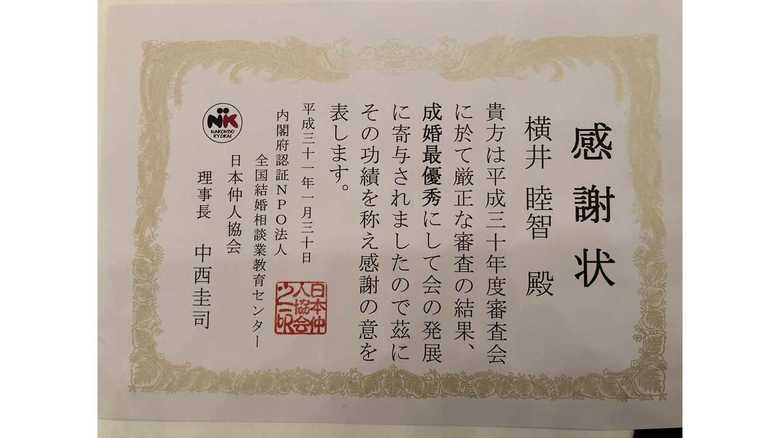 感謝状
横井 睦智 殿
貴方は平成三十年度審査会
に於て厳正な審査の結果、
成婚最優秀にして会の発展
に寄与されましたので茲に
その功績を称え感謝の意を
表します。
平成三十一年一月三十日
内閣府認証NPO法人
全国結婚相談業教育センター
日本仲人協会
理事長 中西圭司
NK
NAKOHDO
KYOKAI
日本仲
人協会